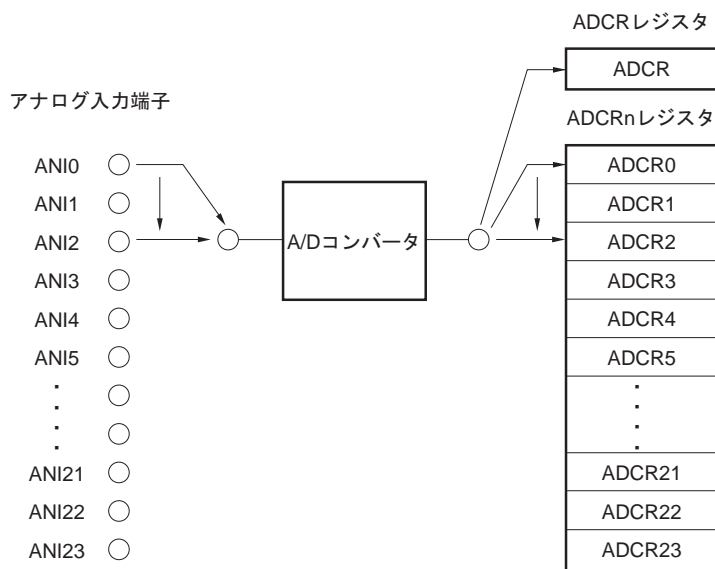 ADCRレジスタ
ADCR
アナログ入力端子
ADCRnレジスタ
ANI0
ANI1
ANI2
ANI3
ANI4
ANI5
ANI21
ANI22
ANI23
A/Dコンバータ
ADCR0
ADCR1
ADCR2
ADCR3
ADCR4
ADCR5
ADCR21
ADCR22
ADCR23